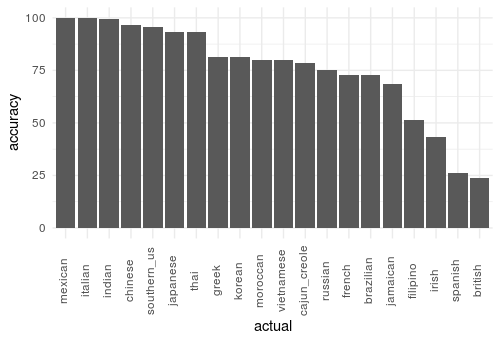 100
75
50
25
0
accuracy
mexican
italian
indian
chinese
southern_us
japanese
thai
greek
korean
moroccan
vietnamese
cajun_creole
russian
french
brazilian
jamaican
filipino
irish
spanish
british
actual